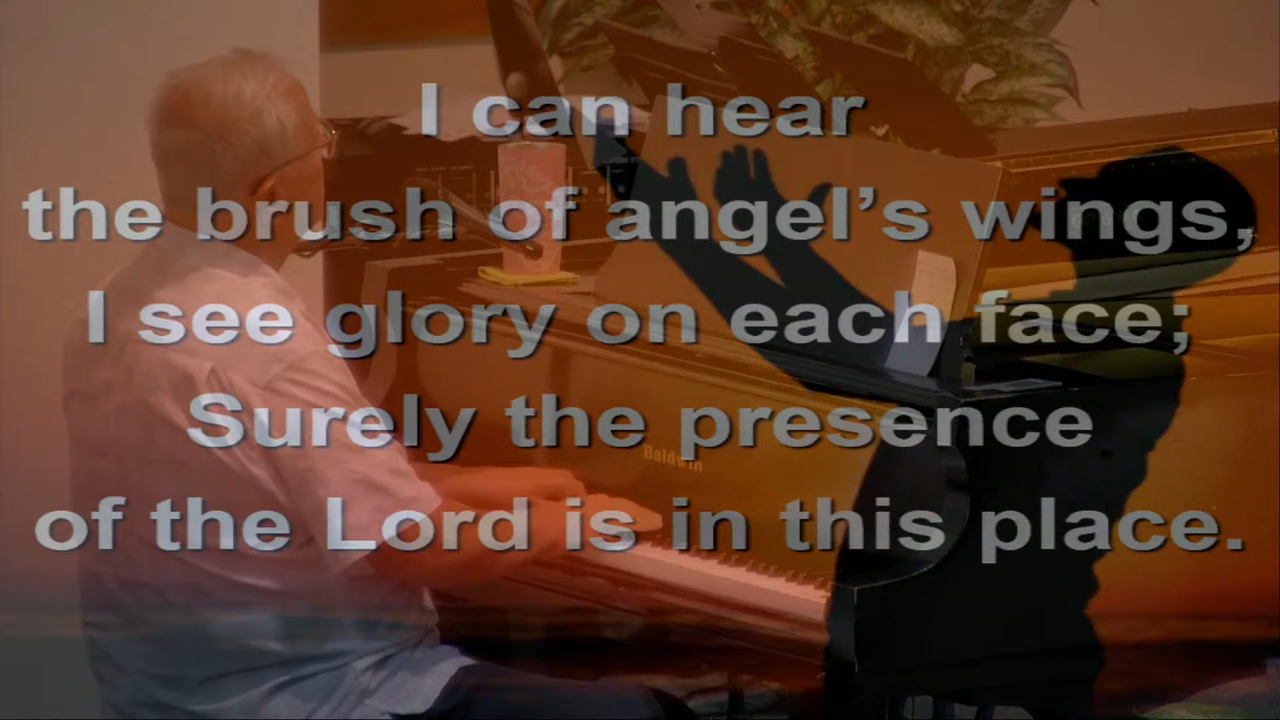 I can hear
the brush of angel’s wings,
I see glory on each face;
Surely the presence
Baldwin
of the Lord is in this place.